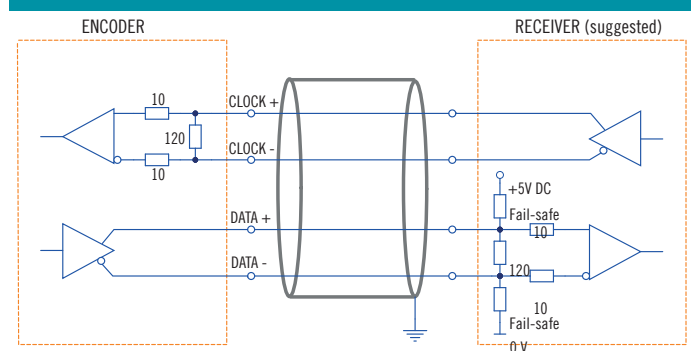 ENCODER
RECEIVER (suggested)
10
CLOCK +
120
CLOCK -
10
+5V DC
Fail-safe
DATA +
10
DATA -
120
10
Fail-safe
0 V